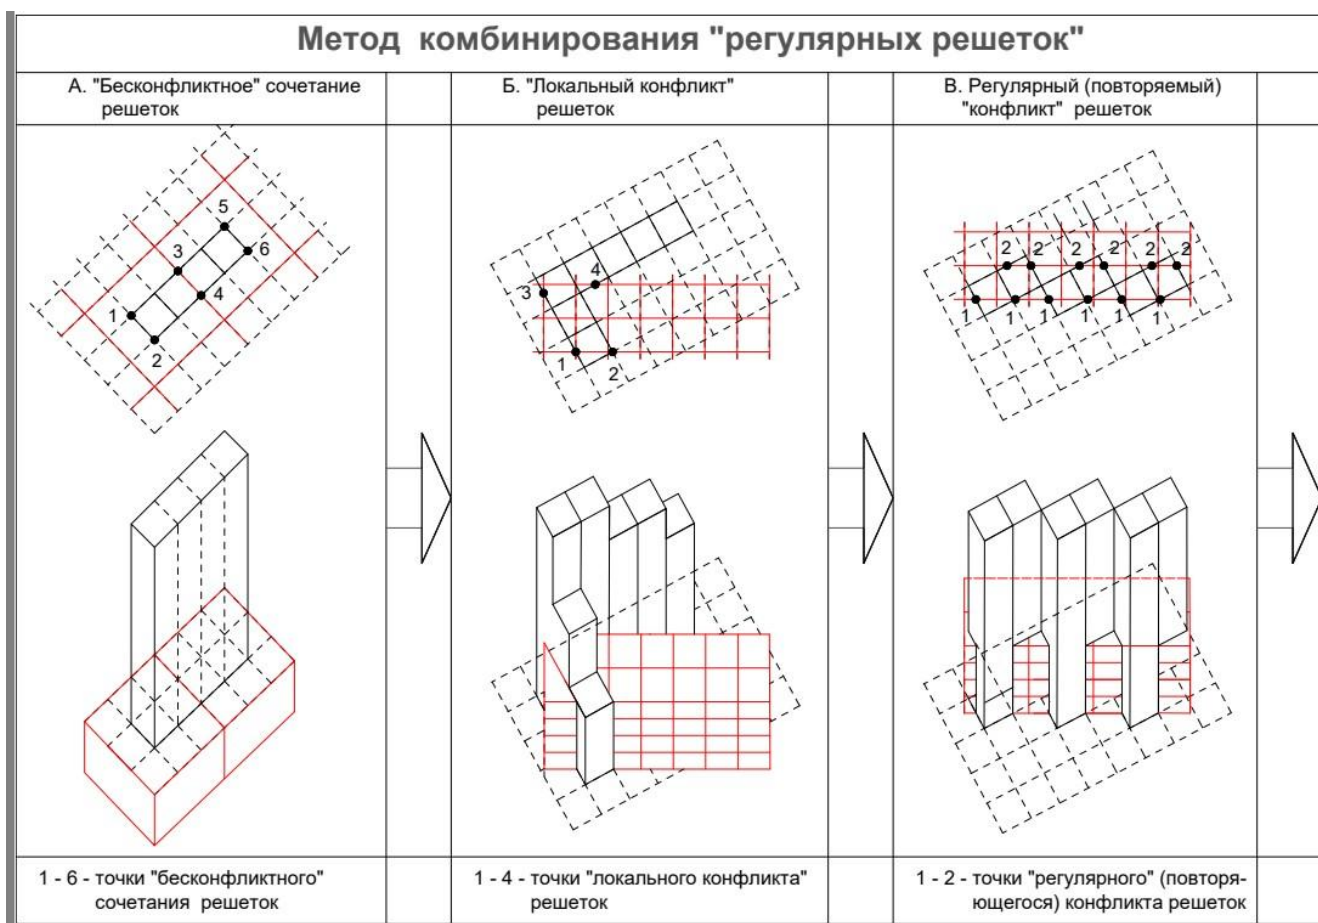 Метод комбинирования "регулярных решеток"
А. "Бесконфликтное" сочетание
решеток
Б. "Локальный конфликт"
решеток
В. Регулярный (повторяемый)
"конфликт" решеток
5
6
3
4
1
2
4
3
1
2
2 2 2 2 2 2
1 1 1 1 1 1
1 - 6 - точки "бесконфликтного"
сочетания решеток
1 - 4 - точки "локального конфликта"
решеток
1 - 2 - точки "регулярного" (повторя-
ющегося) конфликта решеток